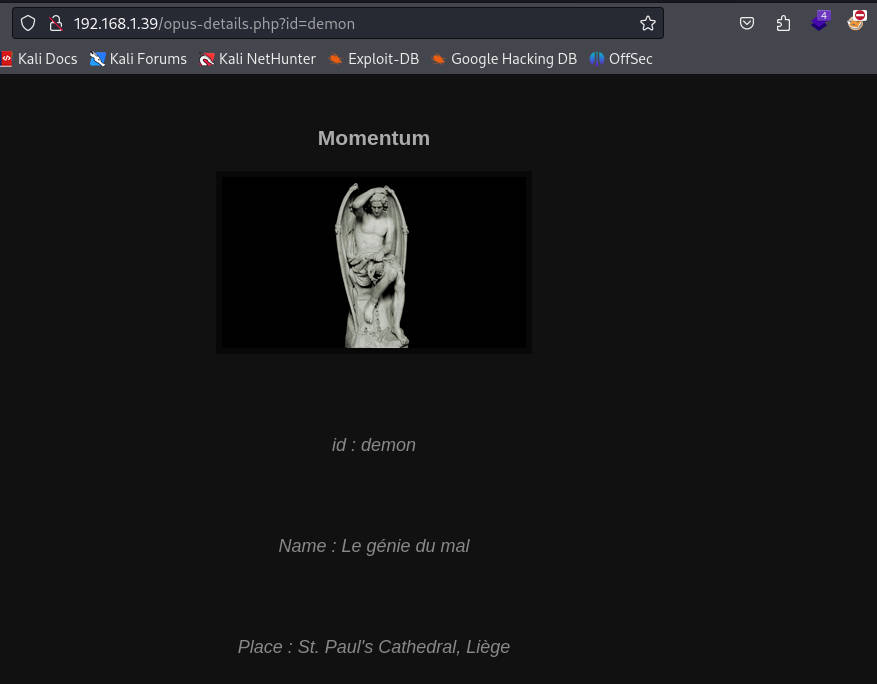 192.168.1.39/opus-details.php?id=demon
4
Kali Docs Kali Forums Kali NetHunter Exploit-DB Google Hacking DB OffSec
Momentum
id : demon
Name : Le génie du mal
Place : St. Paul's Cathedral, Liège